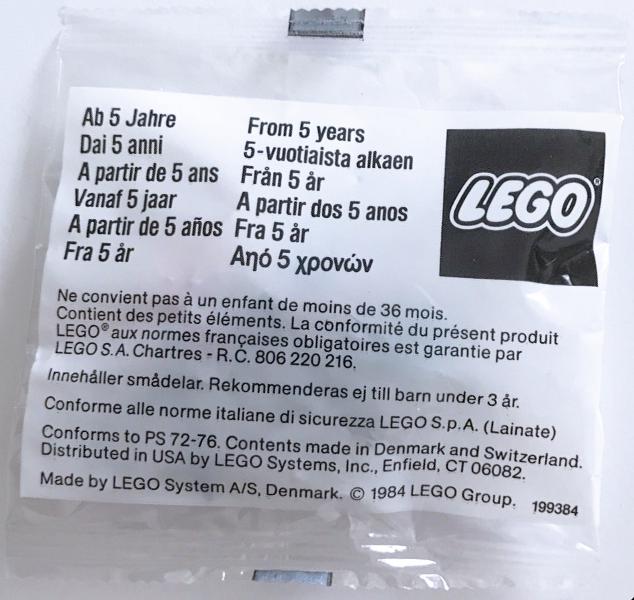 Ab 5 Jahre
Dai 5 anni
A partir de 5 ans
Vanaf 5 jaar
A partir de 5 años
Fra 5 år
From 5 years
5-vuotiaista alkaen
Från 5 år
A partir dos 5 anos
Fra 5 år
Από 5 χρονών
LEGO®
Ne convient pas à un enfant de moins de 36 mois.
Contient des petits éléments. La conformité du présent produit
LEGO® aux normes françaises obligatoires est garantie par
LEGO S.A. Chartres - R.C. 806 220 216.
Innehåller smådelar. Rekommenderas ej till barn under 3 år.
Conforme alle norme italiane di sicurezza LEGO S.p.A. (Lainate)
Conforms to PS 72-76. Contents made in Denmark and Switzerland.
Distributed in USA by LEGO Systems, Inc., Enfield, CT 06082.
Made by LEGO System A/S, Denmark. © 1984 LEGO Group. 199384